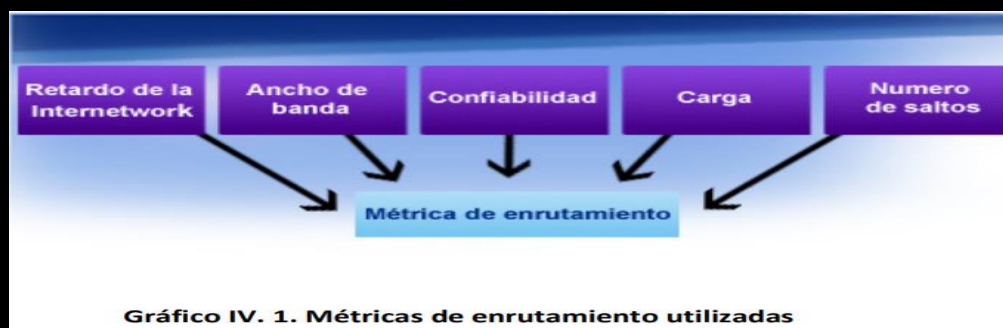 Retardo de la
Internetwork
Ancho de
banda
Confiabilidad
Carga
Numero
de saltos
Métrica de enrutamiento
Gráfico IV. 1. Métricas de enrutamiento utilizadas